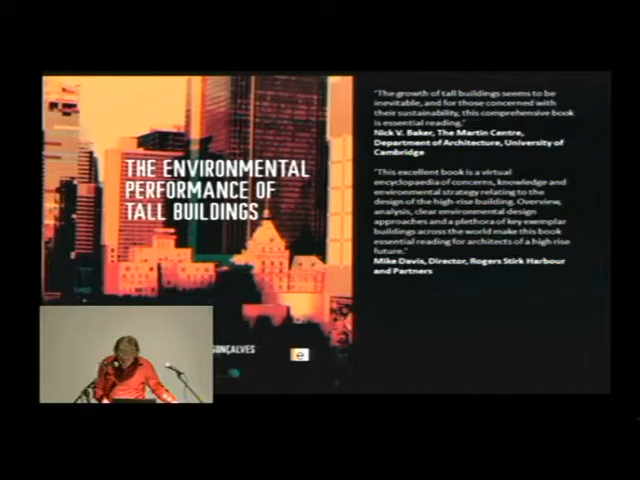 THE ENVIRONMENTAL
PERFORMANCE OF
TALL BUILDINGS
GONÇALVES
e
"The growth of tall buildings seems to be
inevitable, and for those concerned with
their sustainability, this comprehensive book
is essential reading."
Nick V. Baker, The Martin Centre,
Department of Architecture, University of
Cambridge
"This excellent book is a virtual
encyclopaedia of concerns, knowledge and
environmental strategy relating to the
design of the high-rise building. Overview,
analysis, clear environmental design
approaches and a plethora of key exemplar
buildings across the world make this book
essential reading for architects of a high rise
future."
Mike Davis, Director, Rogers Stirk Harbour
and Partners